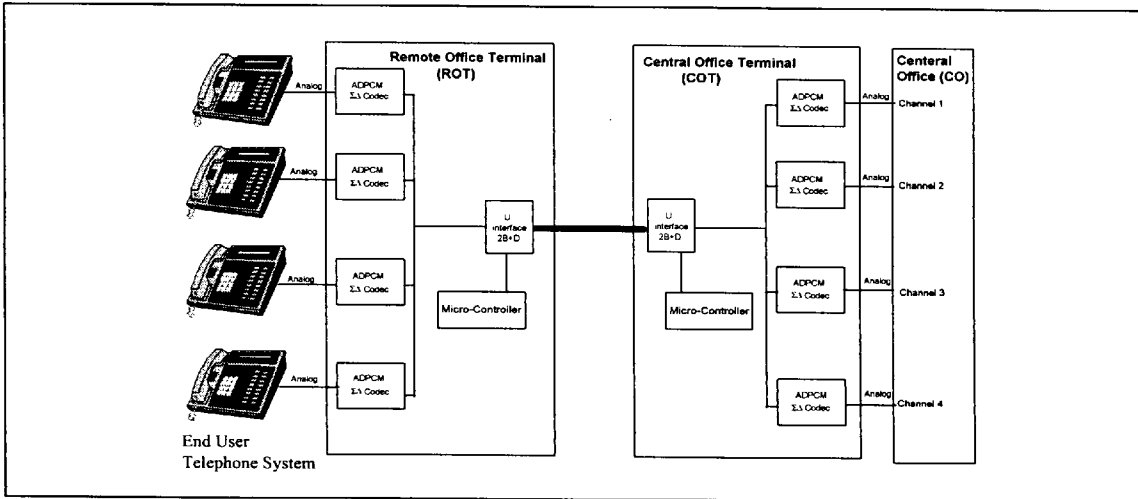 Remote Office Terminal
(ROT)
Analog
ADPCM
ΣΔ Codec
Analog
ADPCM
ΣΔ Codec
Analog
ADPCM
ΣΔ Codec
Analog
ADPCM
ΣΔ Codec
U
interface
2B+D
Micro-Controller
End User
Telephone System
Central Office Terminal
(COT)
U
interface
2B+D
Micro-Controller
ADPCM
ΣΔ Codec
Analog
ADPCM
ΣΔ Codec
Analog
ADPCM
ΣΔ Codec
Analog
ADPCM
ΣΔ Codec
Analog
Centeral
Office (CO)
Channel 1
Channel 2
Channel 3
Channel 4